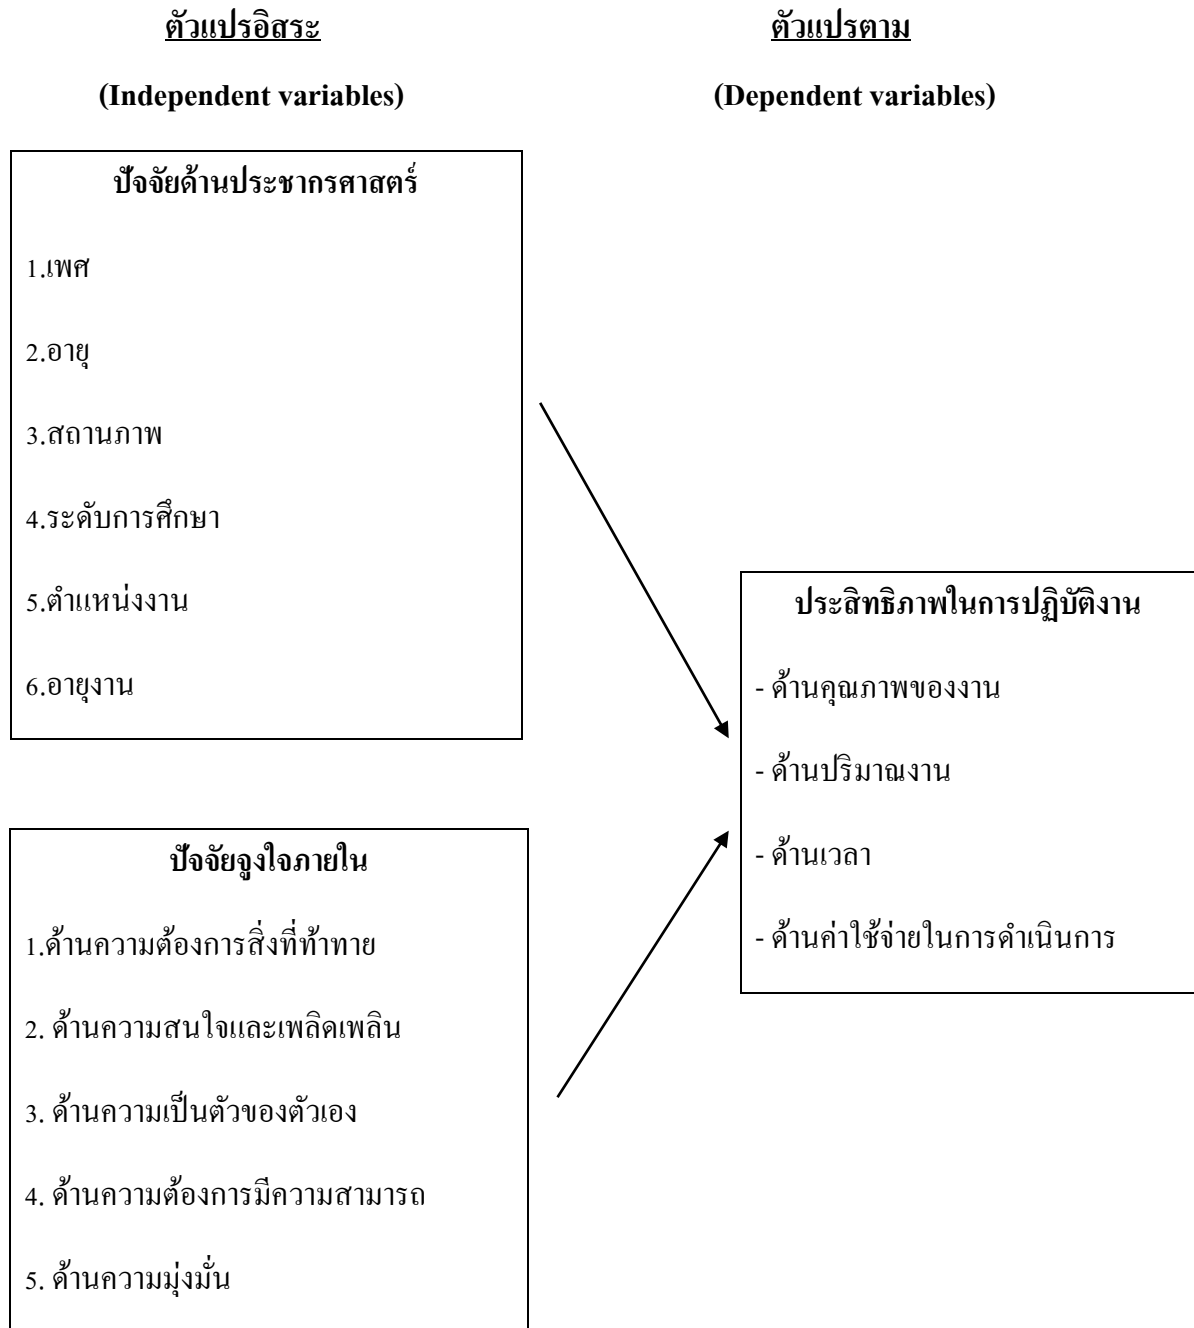 ตัวแปรอิสระ
(Independent variables)
ปัจจัยด้านประชากรศาสตร์
1.เพศ
2.อายุ
3.สถานภาพ
4.ระดับการศึกษา
5.ตำแหน่งงาน
6.อายุงาน
ปัจจัยจูงใจภายใน
1.ด้านความต้องการสิ่งที่ท้าทาย
2. ด้านความสนใจและเพลิดเพลิน
3. ด้านความเป็นตัวของตัวเอง
4. ด้านความต้องการมีความสามารถ
5. ด้านความมุ่งมั่น
ตัวแปรตาม
(Dependent variables)
ประสิทธิภาพในการปฏิบัติงาน
- ด้านคุณภาพของงาน
- ด้านปริมาณงาน
- ด้านเวลา
- ด้านค่าใช้จ่ายในการดำเนินการ